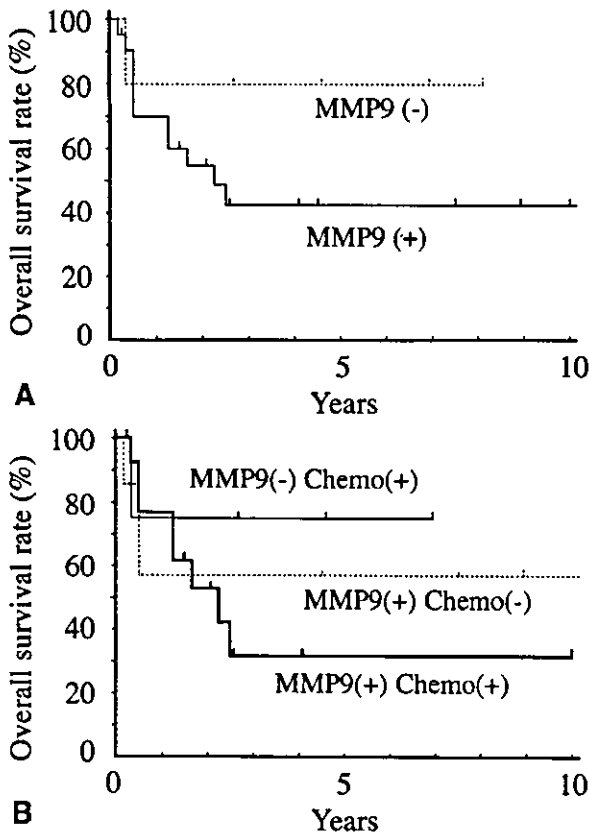 Overall survival rate (%)
100
80
60
40
20
0
MMP9 (-)
MMP9 (+)
0
5
10
Years
A
Overall survival rate (%)
100
80
60
40
20
0
MMP9(-) Chemo(+)
MMP9(+) Chemo(-)
MMP9(+) Chemo(+)
0
5
10
Years
B